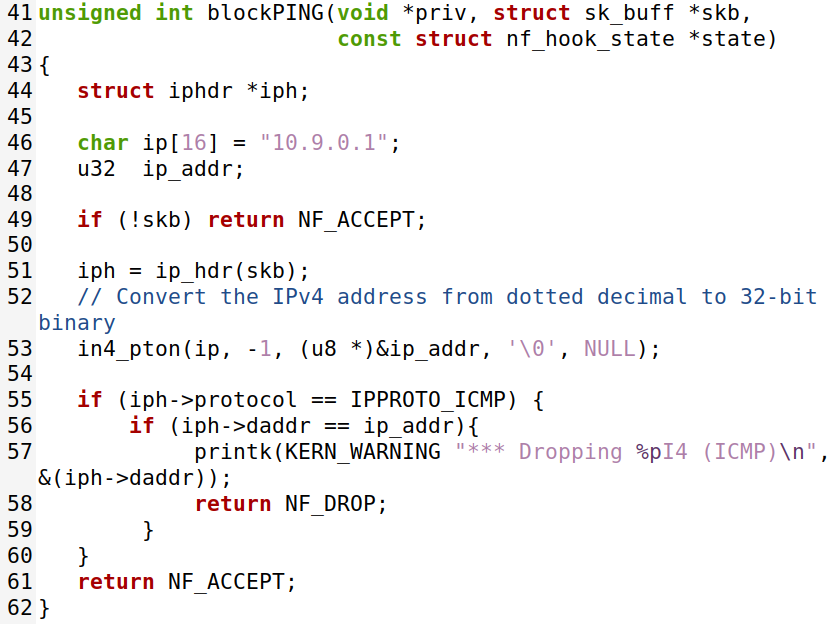 41 unsigned int blockPING(void *priv, struct sk_buff *skb,
42                        const struct nf_hook_state *state)
43 {
44    struct iphdr *iph;
45
46    char ip[16] = "10.9.0.1";
47    u32  ip_addr;
48
49    if (!skb) return NF_ACCEPT;
50
51    iph = ip_hdr(skb);
52    // Convert the IPv4 address from dotted decimal to 32-bit
binary
53    in4_pton(ip, -1, (u8 *)&ip_addr, '\0', NULL);
54
55    if (iph->protocol == IPPROTO_ICMP) {
56        if (iph->daddr == ip_addr){
57             printk(KERN_WARNING "*** Dropping %pI4 (ICMP)\n",
&(iph->daddr));
58             return NF_DROP;
59         }
60    }
61    return NF_ACCEPT;
62 }